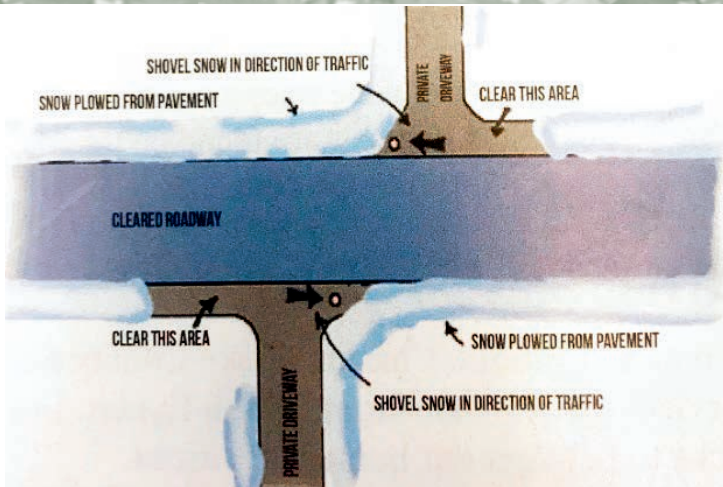 SHOVEL SNOW IN DIRECTION OF TRAFFIC
SNOW PLOWED FROM PAVEMENT
PRIVATE
DRIVEWAY
CLEAR THIS AREA
CLEARED ROADWAY
CLEAR THIS AREA
SNOW PLOWED FROM PAVEMENT
SHOVEL SNOW IN DIRECTION OF TRAFFIC
PRIVATE DRIVEWAY